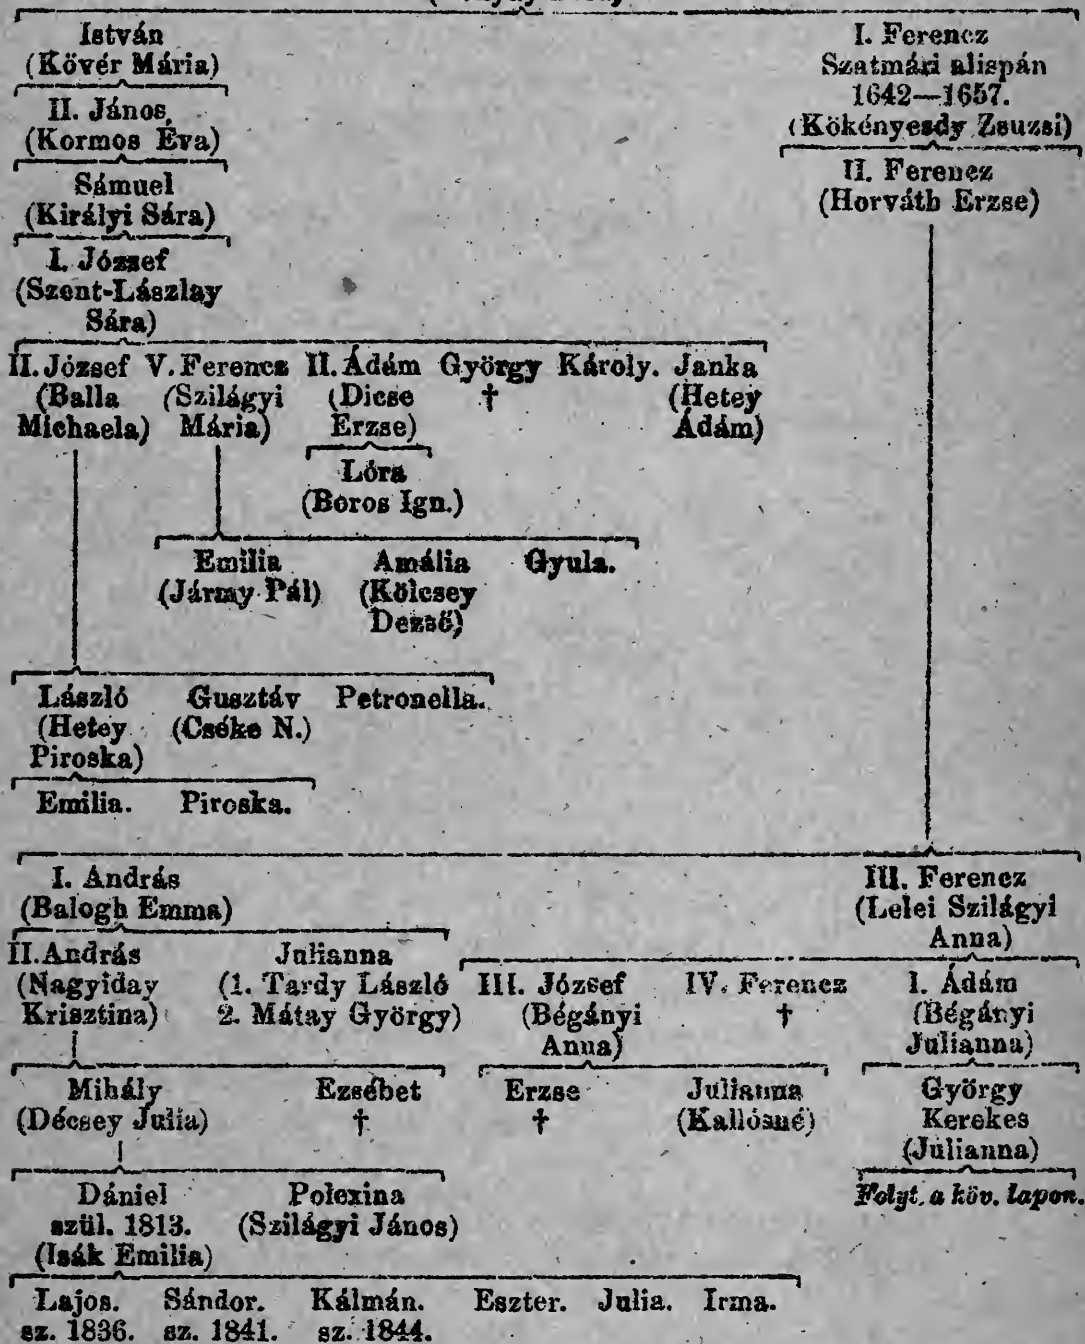 István I. Ferencz
(Kövér Mária) Szatmári alispán
1642—1657.
II. János, (Kökényesdy Zsuzsi)
(Kormos Éva)
Sámuel II. Ferencz
(Királyi Sára) (Horváth Erzse)
I. József
(Szent-Lászlay
Sára)
II. József V. Ferencz II. Ádám György Károly. Janka
(Balla (Szilágyi (Dicse † (Hetey
Michaela) Mária) Erzse) Ádám)
Lóra
(Boros Ign.)
Emilia Amália Gyula.
(Jármy Pál) (Kölcsey
Dezső)
László Gusztáv Petronella.
(Hetey (Cséke N.)
Piroska)
Emilia. Piroska.
I. András III. Ferencz
(Balogh Emma) (Lelei Szilágyi
Anna)
II. András Julianna III. József IV. Ferencz I. Ádám
(Nagyiday (1. Tardy László (Bégányi † (Bégányi
Krisztina) 2. Mátay György) Anna) Julianna)
Mihály Ezsébet Erzse Julianna György
(Décsey Julia) † † (Kallósné) Kerekes
(Julianna)
Dániel Polexina Folyt. a köv. lapon.
szül. 1813. (Szilágyi János)
(Isák Emilia)
Lajos. Sándor. Kálmán. Eszter. Julia. Irma.
sz. 1836. sz. 1841. sz. 1844.